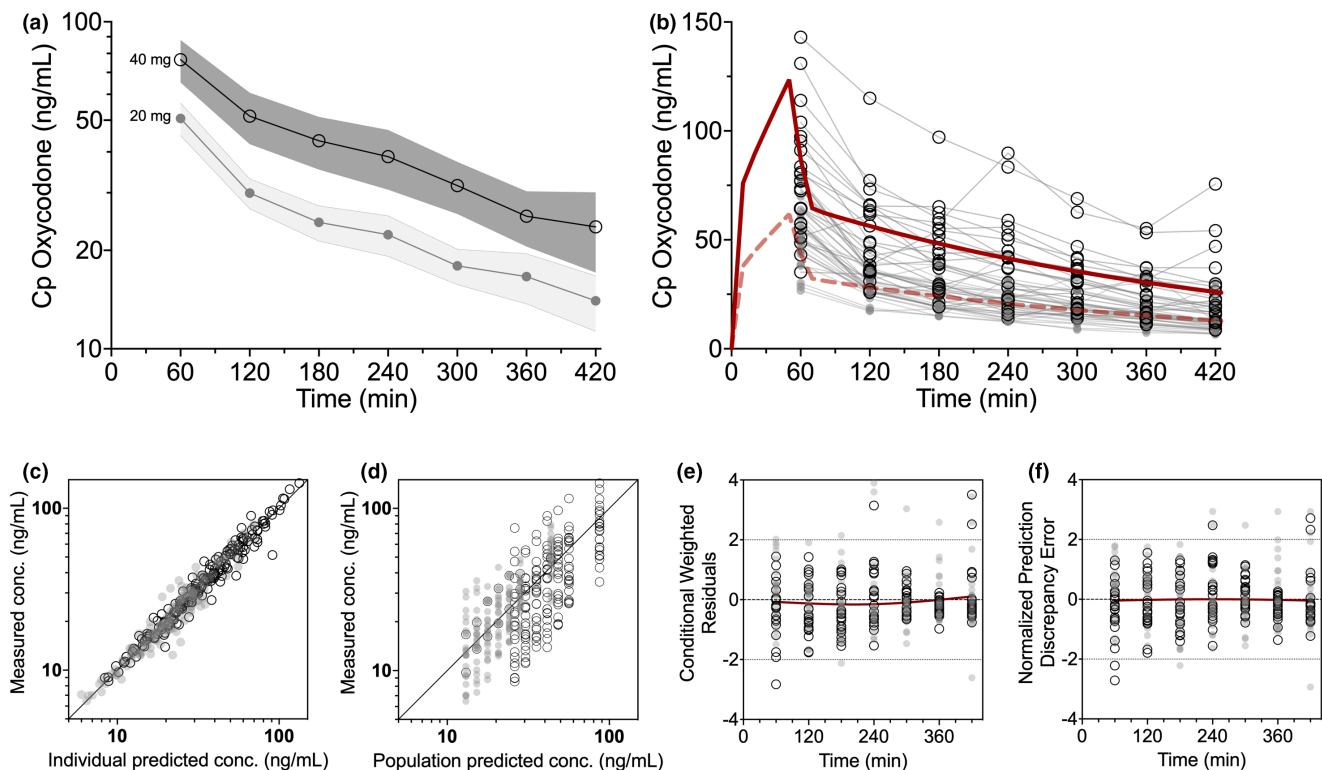 (a)
Cp Oxycodone (ng/mL)
100
50
20
10
40 mg
20 mg
0 60 120 180 240 300 360 420
Time (min)
(b)
Cp Oxycodone (ng/mL)
150
100
50
0
0 60 120 180 240 300 360 420
Time (min)
(c)
Measured conc. (ng/mL)
100
10
10 100
Individual predicted conc. (ng/mL)
(d)
Measured conc. (ng/mL)
100
10
10 100
Population predicted conc. (ng/mL)
(e)
Conditional Weighted
Residuals
4
2
0
-2
-4
0 120 240 360
Time (min)
(f)
Normalized Prediction
Discrepancy Error
4
2
0
-2
-4
0 120 240 360
Time (min)